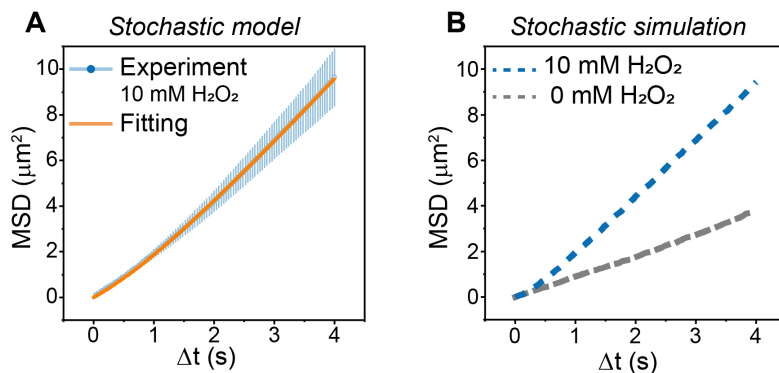 A
Stochastic model
Experiment
10 mM H₂O₂
Fitting
MSD (μm²)
10
8
6
4
2
0
0
1
2
3
4
Δt (s)
B
Stochastic simulation
10 mM H₂O₂
0 mM H₂O₂
MSD (μm²)
10
8
6
4
2
0
0
1
2
3
4
Δt (s)